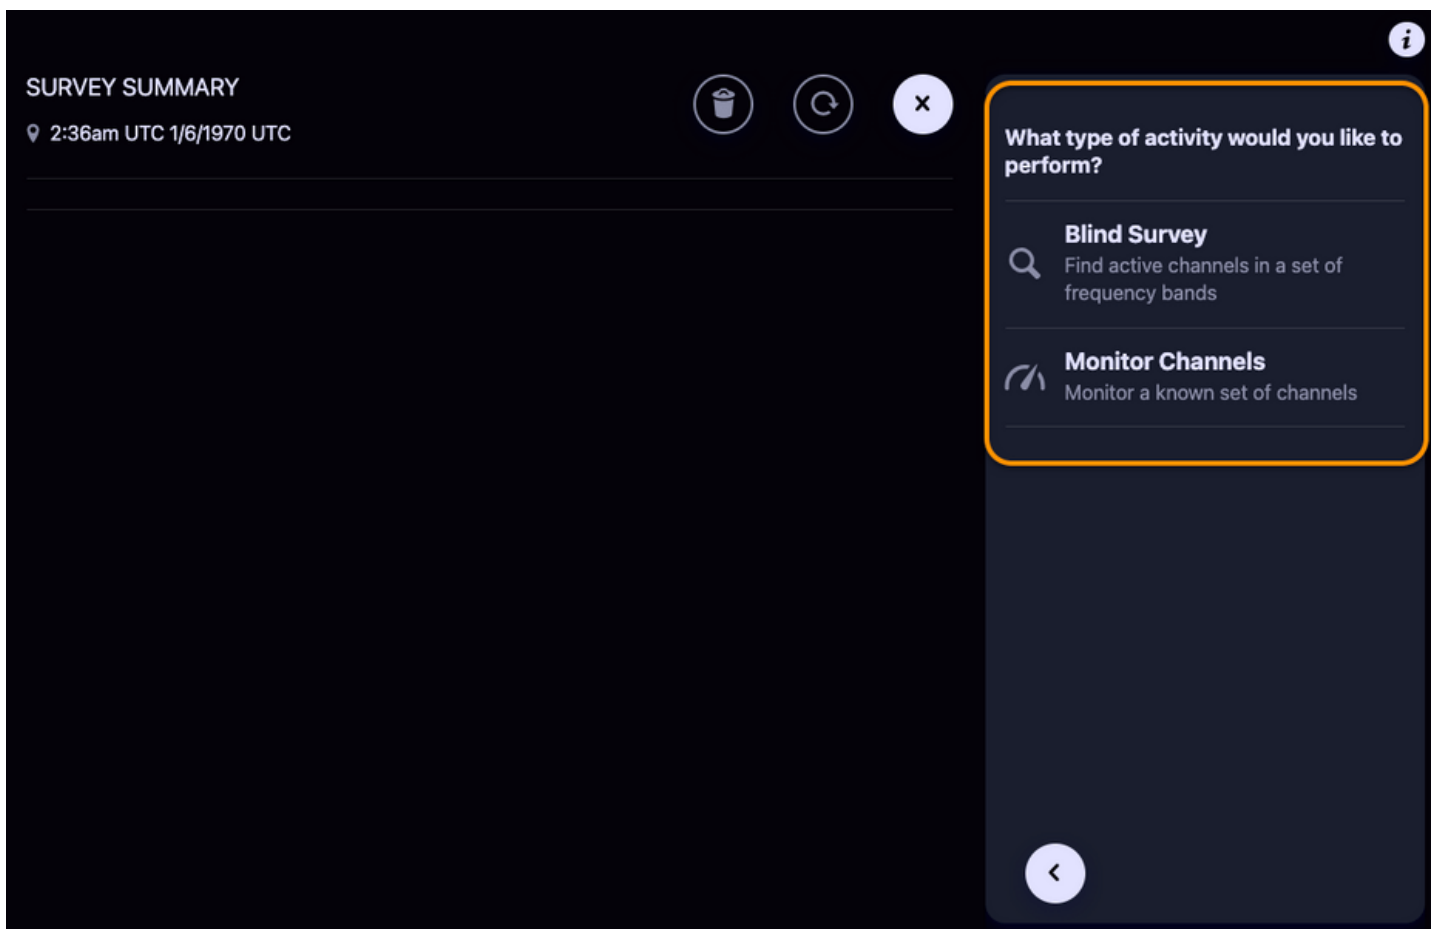 i
SURVEY SUMMARY
2:36am UTC 1/6/1970 UTC
What type of activity would you like to
perform?
Blind Survey
Find active channels in a set of
frequency bands
Monitor Channels
Monitor a known set of channels